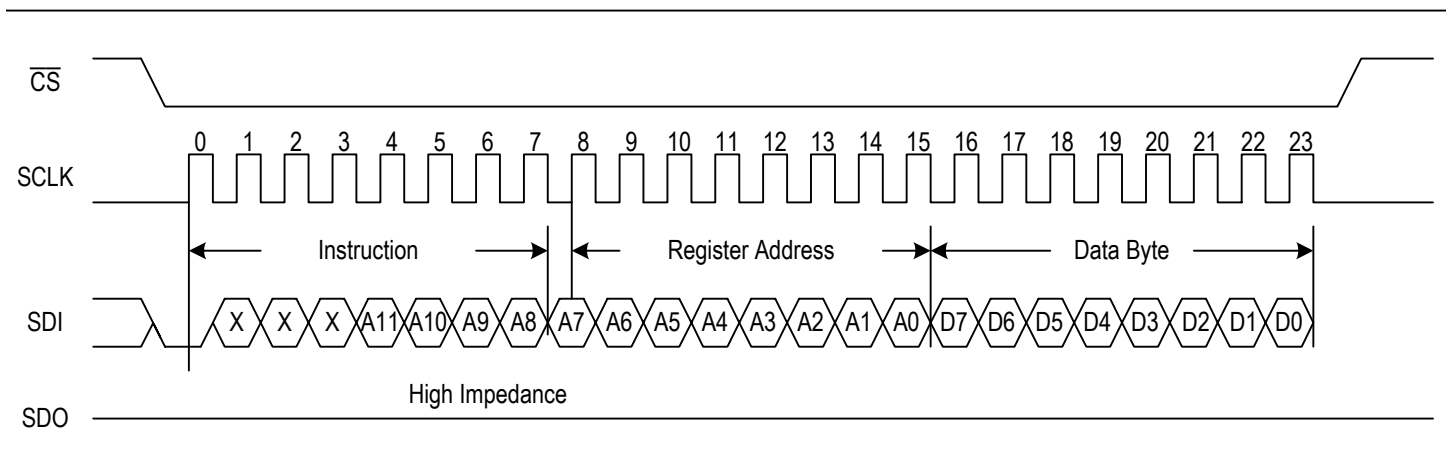 CS
0 1 2 3 4 5 6 7 8 9 10 11 12 13 14 15 16 17 18 19 20 21 22 23
SCLK
Instruction Register Address Data Byte
SDI X X X A11 A10 A9 A8 A7 A6 A5 A4 A3 A2 A1 A0 D7 D6 D5 D4 D3 D2 D1 D0
High Impedance
SDO